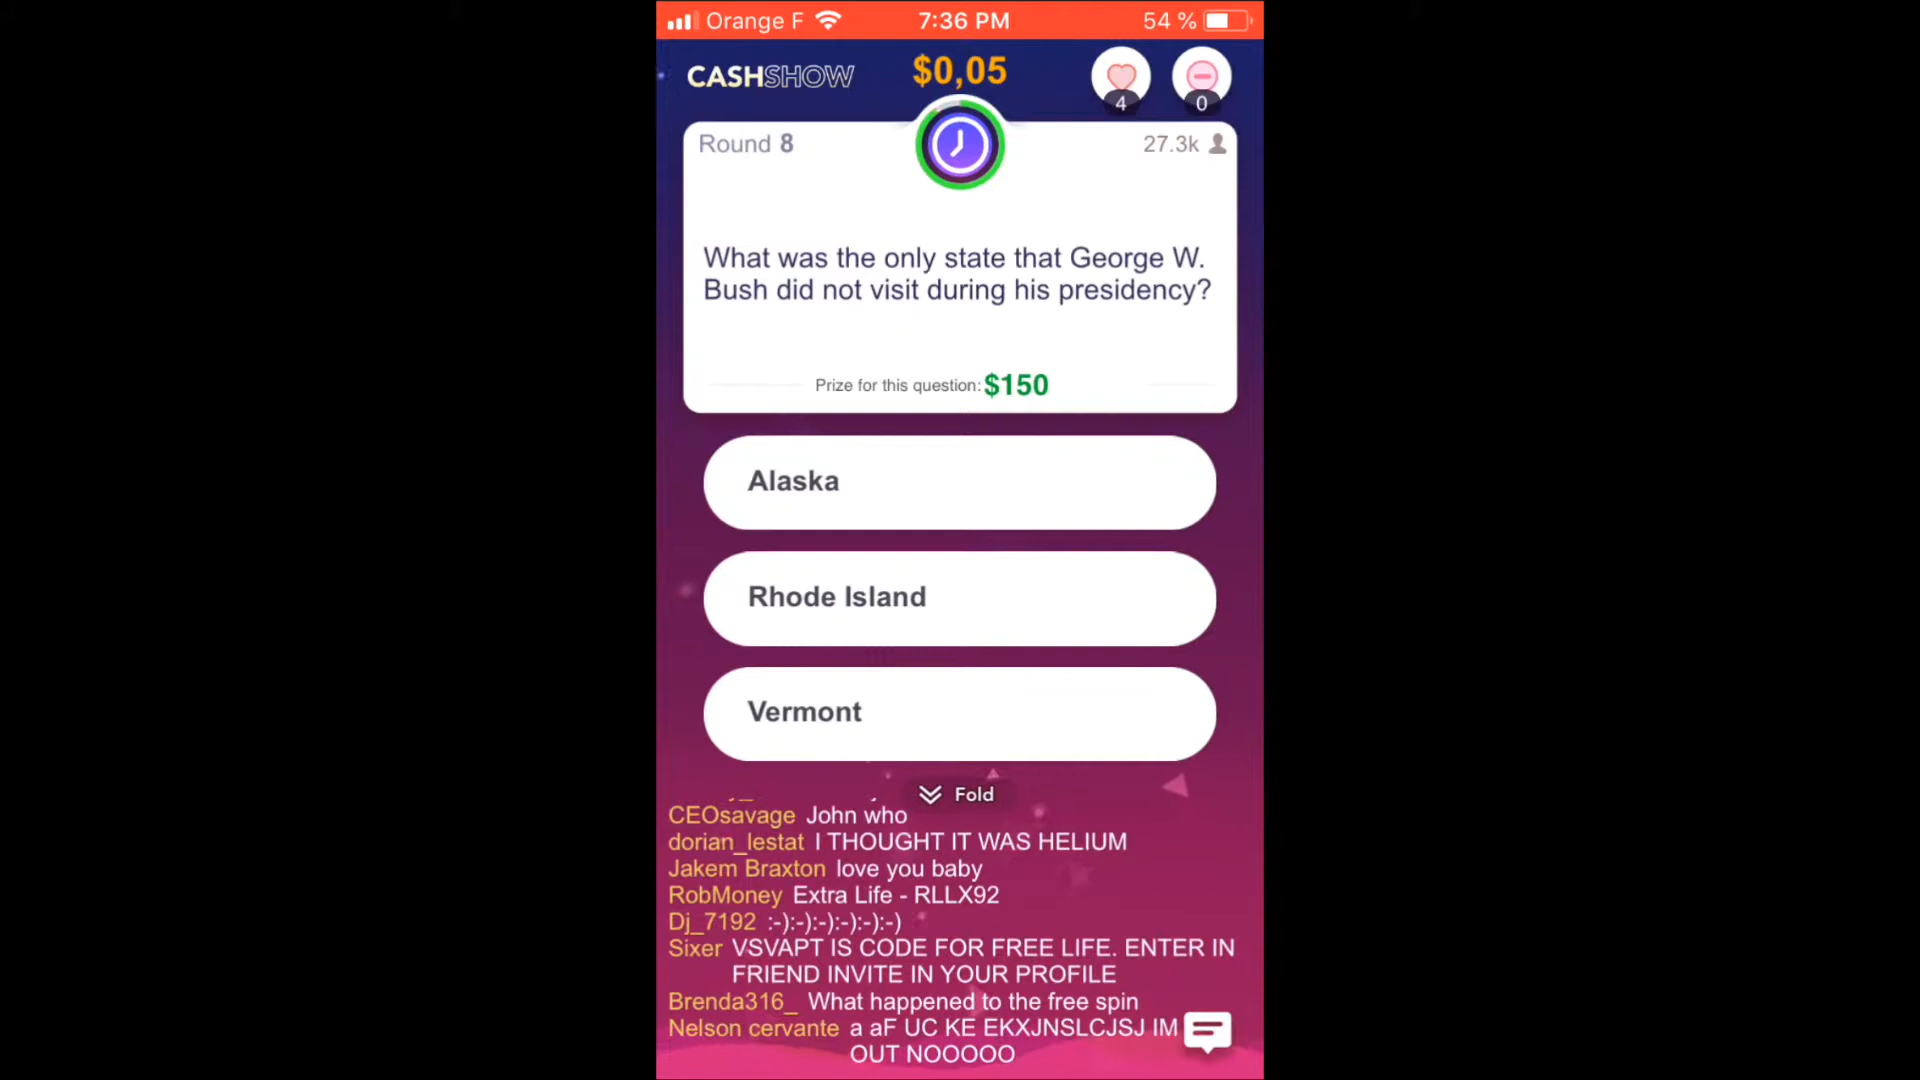 Orange F 7:36 PM 54 %
CASHSHOW $0,05
4 0
Round 8 27.3k
What was the only state that George W.
Bush did not visit during his presidency?
Prize for this question: $150
Alaska
Rhode Island
Vermont
Fold
CEOsavage John who
dorian_lestat I THOUGHT IT WAS HELIUM
Jakem Braxton love you baby
RobMoney Extra Life - RLLX92
Dj_7192 :-):-):-):-):-):-)
Sixer VSVAPT IS CODE FOR FREE LIFE. ENTER IN
FRIEND INVITE IN YOUR PROFILE
Brenda316_ What happened to the free spin
Nelson cervante a aF UC KE EKXJNSLCJSJ IM
OUT NOOOOO